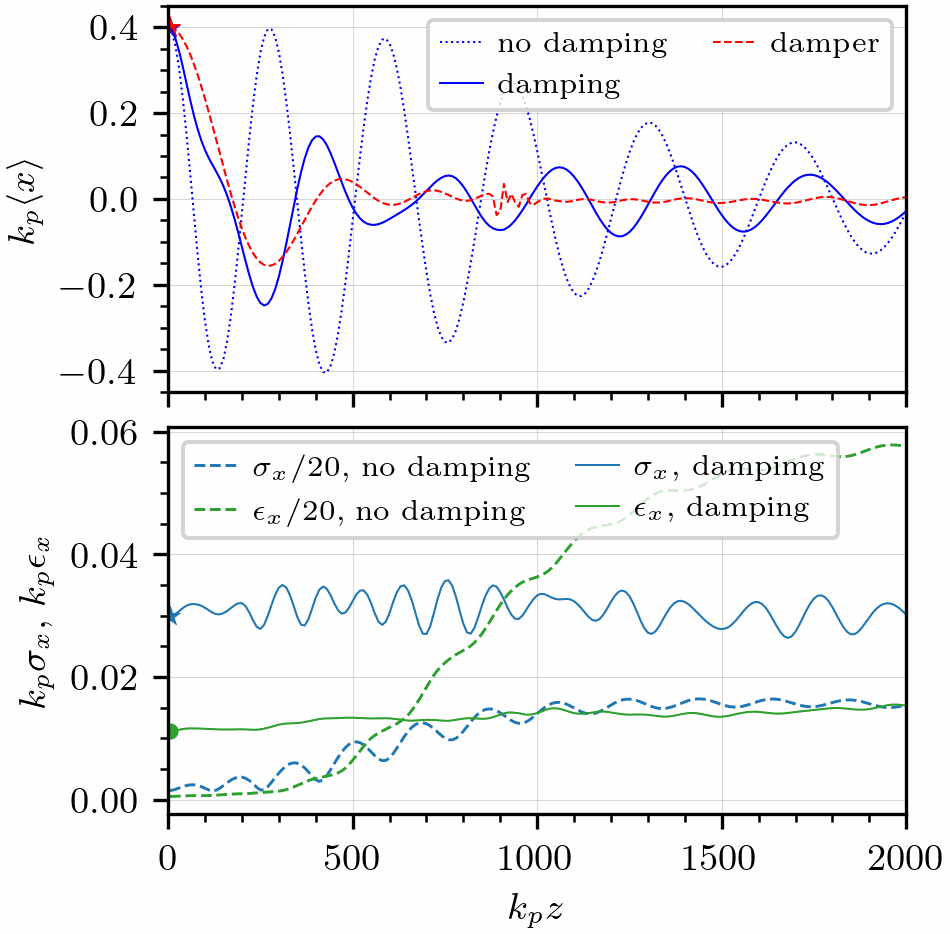 0.4
0.2
0.0
−0.2
−0.4
k_p⟨x⟩
no damping
damper
damping
0.06
0.04
0.02
0.00
k_pσ_x, k_pϵ_x
σ_x/20, no damping
σ_x, dampimg
ϵ_x/20, no damping
ϵ_x, damping
0
500
1000
1500
2000
k_pz